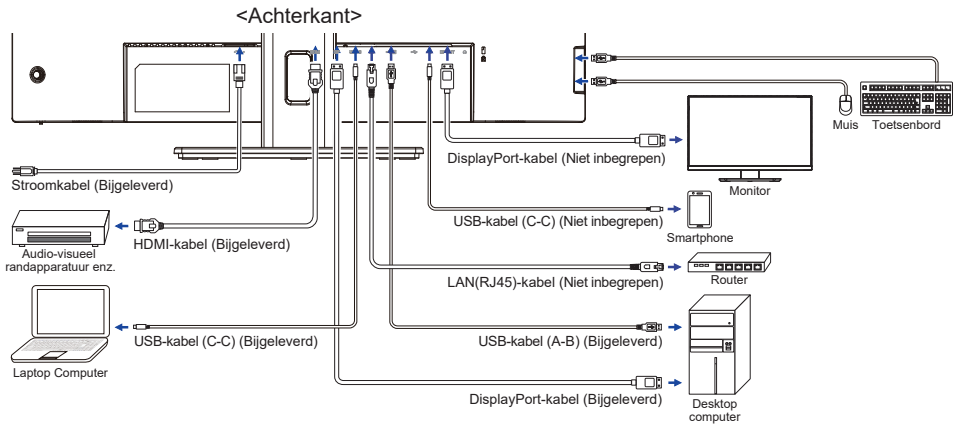 <Achterkant>
Muis
Toetsenbord
DisplayPort-kabel (Niet inbegrepen)
Monitor
Stroomkabel (Bijgeleverd)
USB-kabel (C-C) (Niet inbegrepen)
Smartphone
HDMI-kabel (Bijgeleverd)
Audio-visueel
randapparatuur enz.
LAN(RJ45)-kabel (Niet inbegrepen)
Router
USB-kabel (C-C) (Bijgeleverd)
USB-kabel (A-B) (Bijgeleverd)
Laptop Computer
DisplayPort-kabel (Bijgeleverd)
Desktop
computer